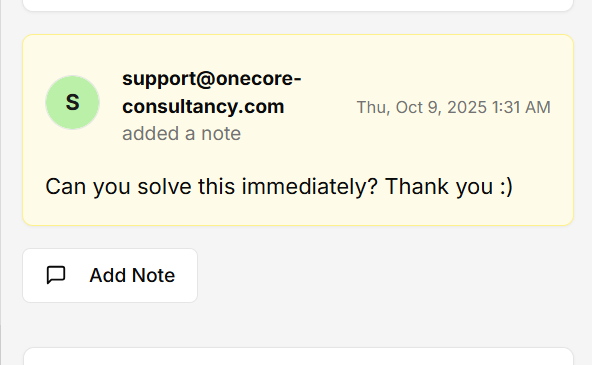 S
support@onecore-
consultancy.com
Thu, Oct 9, 2025 1:31 AM
added a note
Can you solve this immediately? Thank you :)
Add Note